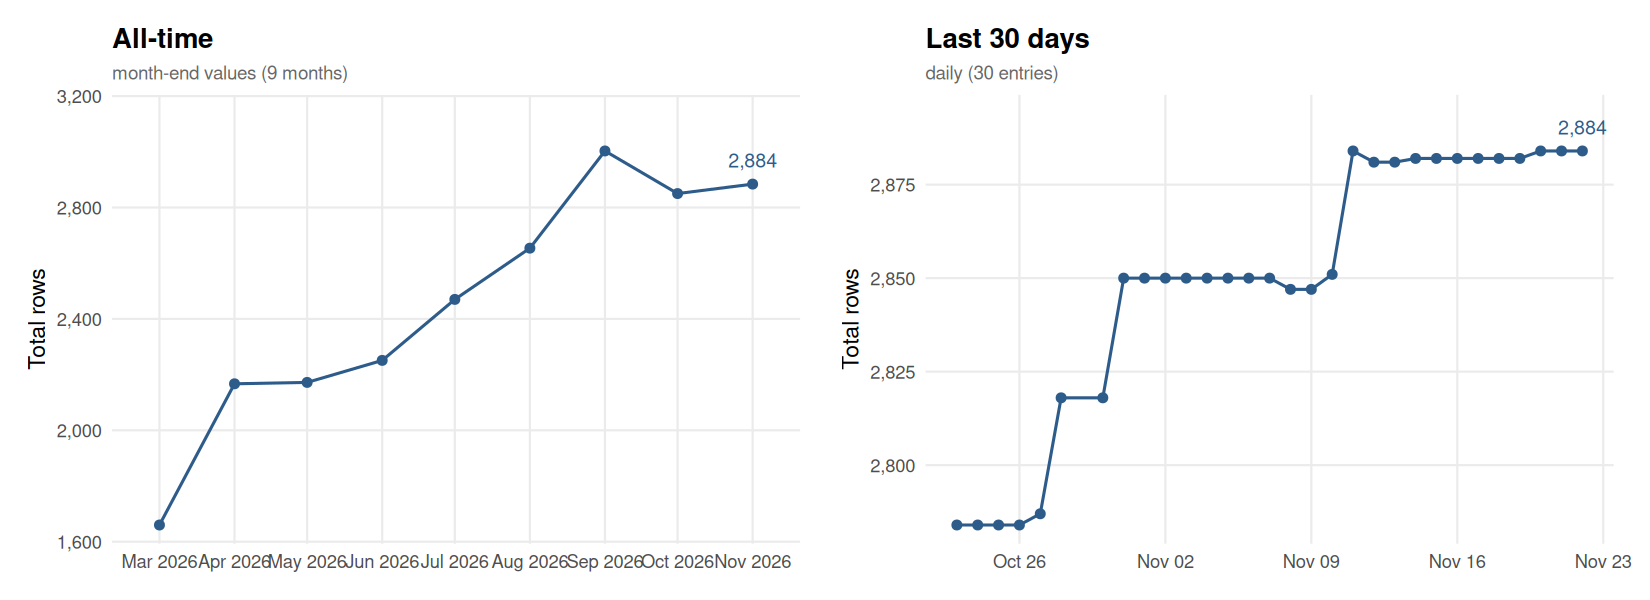 All-time
month-end values (9 months)
Total rows
3,200
2,800
2,400
2,000
1,600
2,884
Mar 2026 Apr 2026 May 2026 Jun 2026 Jul 2026 Aug 2026 Sep 2026 Oct 2026 Nov 2026
Last 30 days
daily (30 entries)
Total rows
2,875
2,850
2,825
2,800
2,884
Oct 26 Nov 02 Nov 09 Nov 16 Nov 23